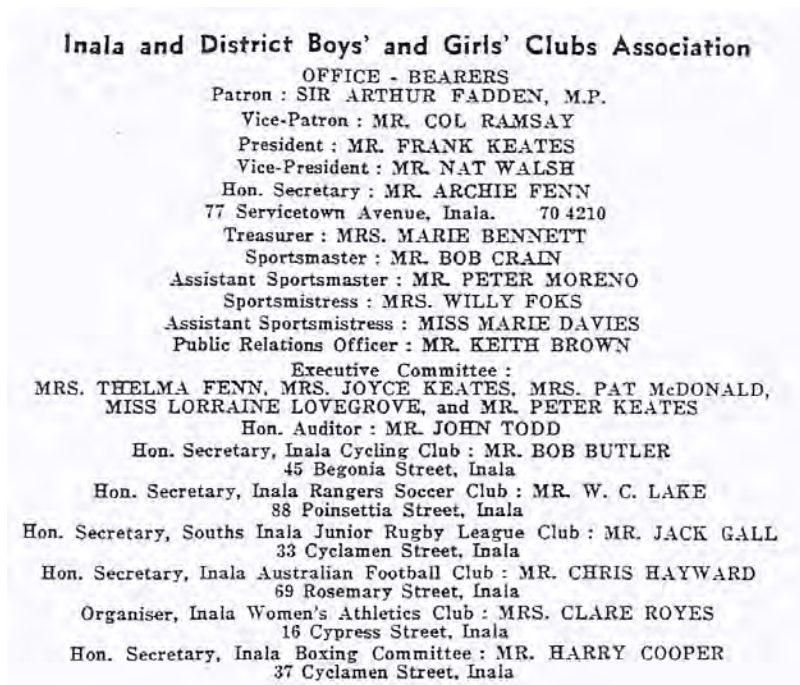 Inala and District Boys' and Girls' Clubs Association
OFFICE - BEARERS
Patron : SIR ARTHUR FADDEN, M.P.
Vice-Patron : MR. COL RAMSAY
President : MR. FRANK KEATES
Vice-President : MR. NAT WALSH
Hon. Secretary : MR. ARCHIE FENN
77 Servicetown Avenue, Inala. 70 4210
Treasurer : MRS. MARIE BENNETT
Sportsmaster : MR. BOB CRAIN
Assistant Sportsmaster : MR. PETER MORENO
Sportsmistress : MRS. WILLY FOKS
Assistant Sportsmistress : MISS MARIE DAVIES
Public Relations Officer : MR. KEITH BROWN
Executive Committee :
MRS. THELMA FENN, MRS. JOYCE KEATES, MRS. PAT McDONALD,
MISS LORRAINE LOVEGROVE, and MR. PETER KEATES
Hon. Auditor : MR. JOHN TODD
Hon. Secretary, Inala Cycling Club : MR. BOB BUTLER
45 Begonia Street, Inala
Hon. Secretary, Inala Rangers Soccer Club : MR. W. C. LAKE
88 Poinsettia Street, Inala
Hon. Secretary, Souths Inala Junior Rugby League Club : MR. JACK GALL
33 Cyclamen Street, Inala
Hon. Secretary, Inala Australian Football Club : MR. CHRIS HAYWARD
69 Rosemary Street, Inala
Organiser, Inala Women's Athletics Club : MRS. CLARE ROYES
16 Cypress Street, Inala
Hon. Secretary, Inala Boxing Committee : MR. HARRY COOPER
37 Cyclamen Street, Inala